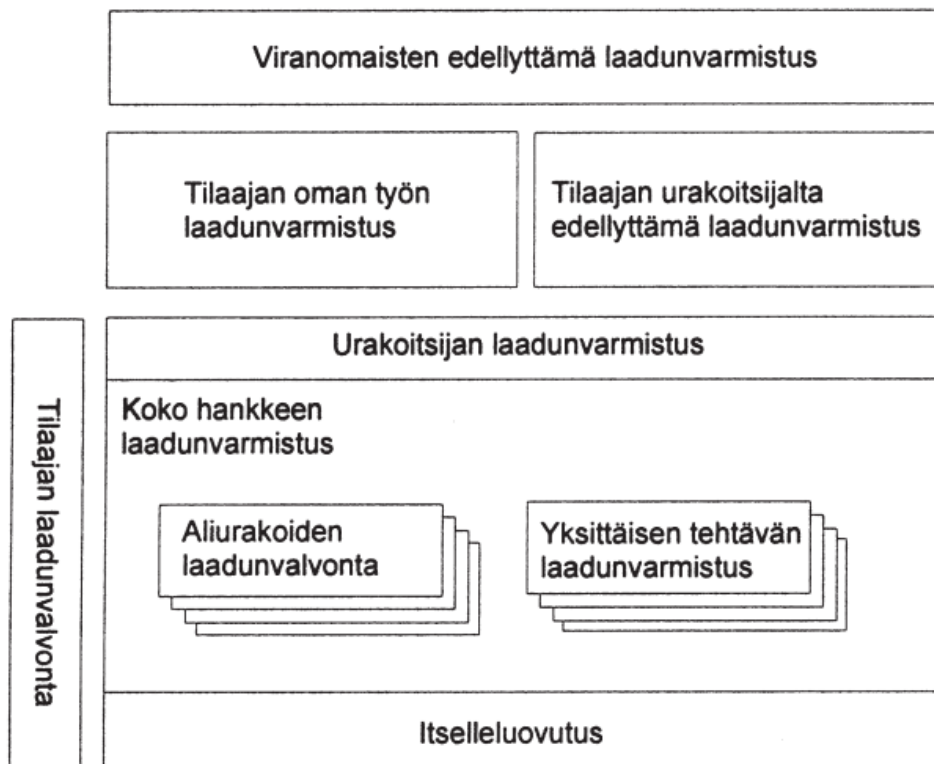 Viranomaisten edellyttämä laadunvarmistus
Tilaajan oman työn
laadunvarmistus
Tilaajan urakoitsijalta
edellyttämä laadunvarmistus
Tilaajan laadunvalvonta
Urakoitsijan laadunvarmistus
Koko hankkeen
laadunvarmistus
Aliurakoiden
laadunvalvonta
Yksittäisen tehtävän
laadunvarmistus
Itselleluovutus